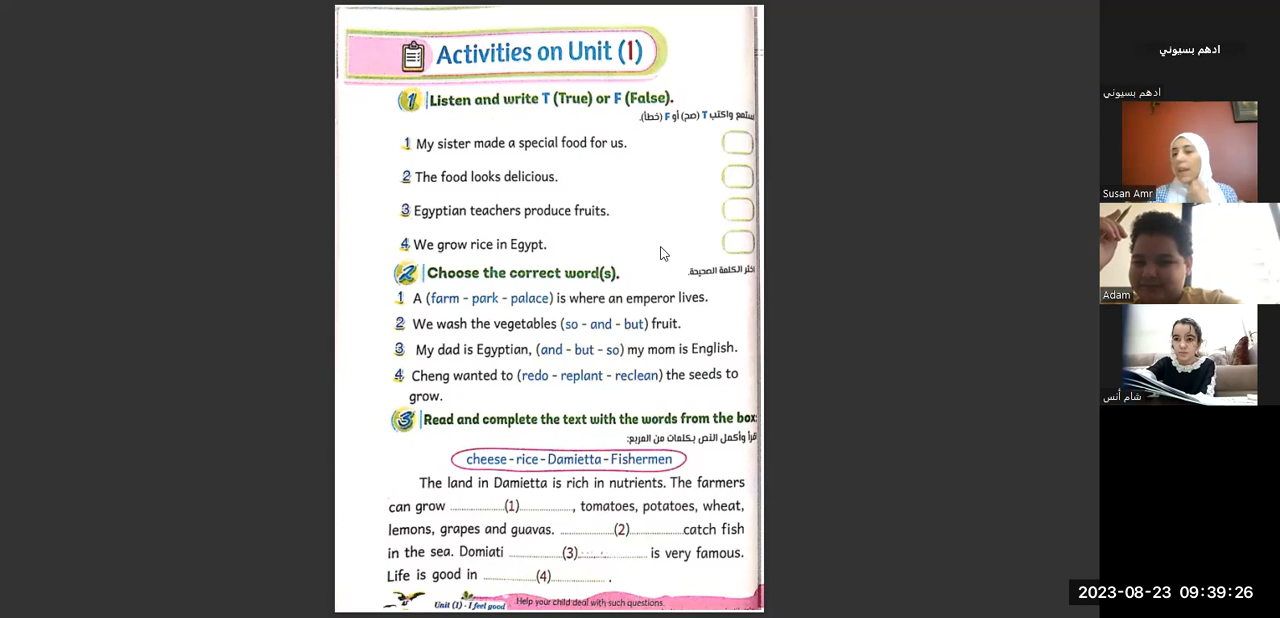 Activities on Unit (1)
1 Listen and write T (True) or F (False).
ستمع واكتب T (صح) أو F (خطأ).
1 My sister made a special food for us.
2 The food looks delicious.
3 Egyptian teachers produce fruits.
4 We grow rice in Egypt.
2 Choose the correct word(s).
اختر الكلمة الصحيحة.
1 A (farm - park - palace) is where an emperor lives.
2 We wash the vegetables (so - and - but) fruit.
3 My dad is Egyptian, (and - but - so) my mom is English.
4 Cheng wanted to (redo - replant - reclean) the seeds to
grow.
3 Read and complete the text with the words from the box:
قرأ وأكمل النص بكلمات من المربع:
cheese - rice - Damietta - Fishermen
The land in Damietta is rich in nutrients. The farmers
can grow ............(1)............, tomatoes, potatoes, wheat,
lemons, grapes and guavas. ............(2)............ catch fish
in the sea. Domiati ............(3)............ is very famous.
Life is good in ............(4)............ .
Unit (1) - I feel good
Help your child deal with such questions.
ادهم بسيوني
ادهم بسيوني
Susan Amr
Adam
شام أنس
2023-08-23 09:39:26